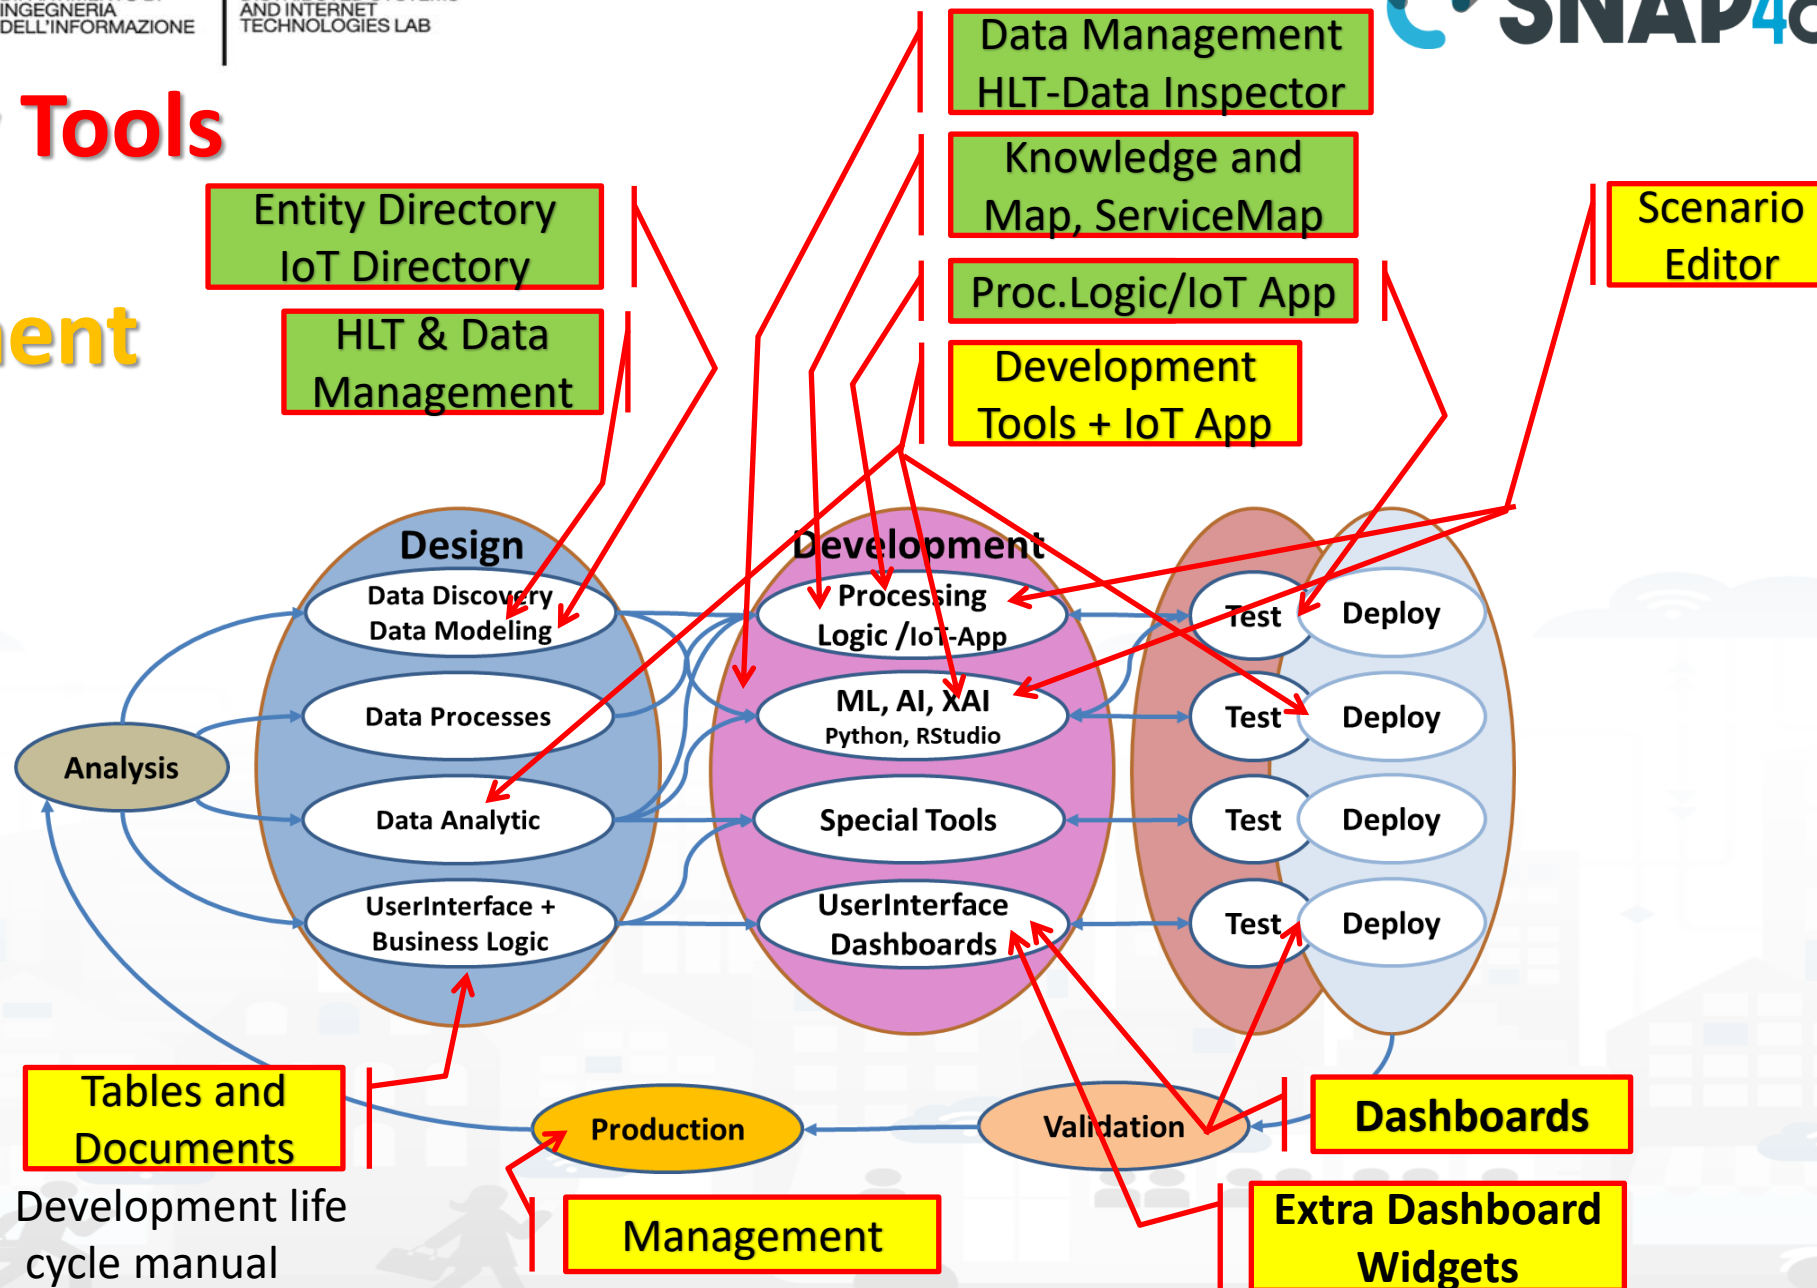 INGEGNERIA
DELL'INFORMAZIONE
AND INTERNET
TECHNOLOGIES LAB
SNAP4
Tools
Data Management
HLT-Data Inspector
Knowledge and
Map, ServiceMap
Entity Directory
IoT Directory
Scenario
Editor
Proc.Logic/IoT App
ment
HLT & Data
Management
Development
Tools + IoT App
Design
Development
Data Discovery
Data Modeling
Processing
Logic /IoT-App
Test
Deploy
Data Processes
ML, AI, XAI
Python, RStudio
Test
Deploy
Analysis
Data Analytic
Special Tools
Test
Deploy
UserInterface +
Business Logic
UserInterface
Dashboards
Test
Deploy
Tables and
Documents
Production
Validation
Dashboards
Development life
cycle manual
Management
Extra Dashboard
Widgets